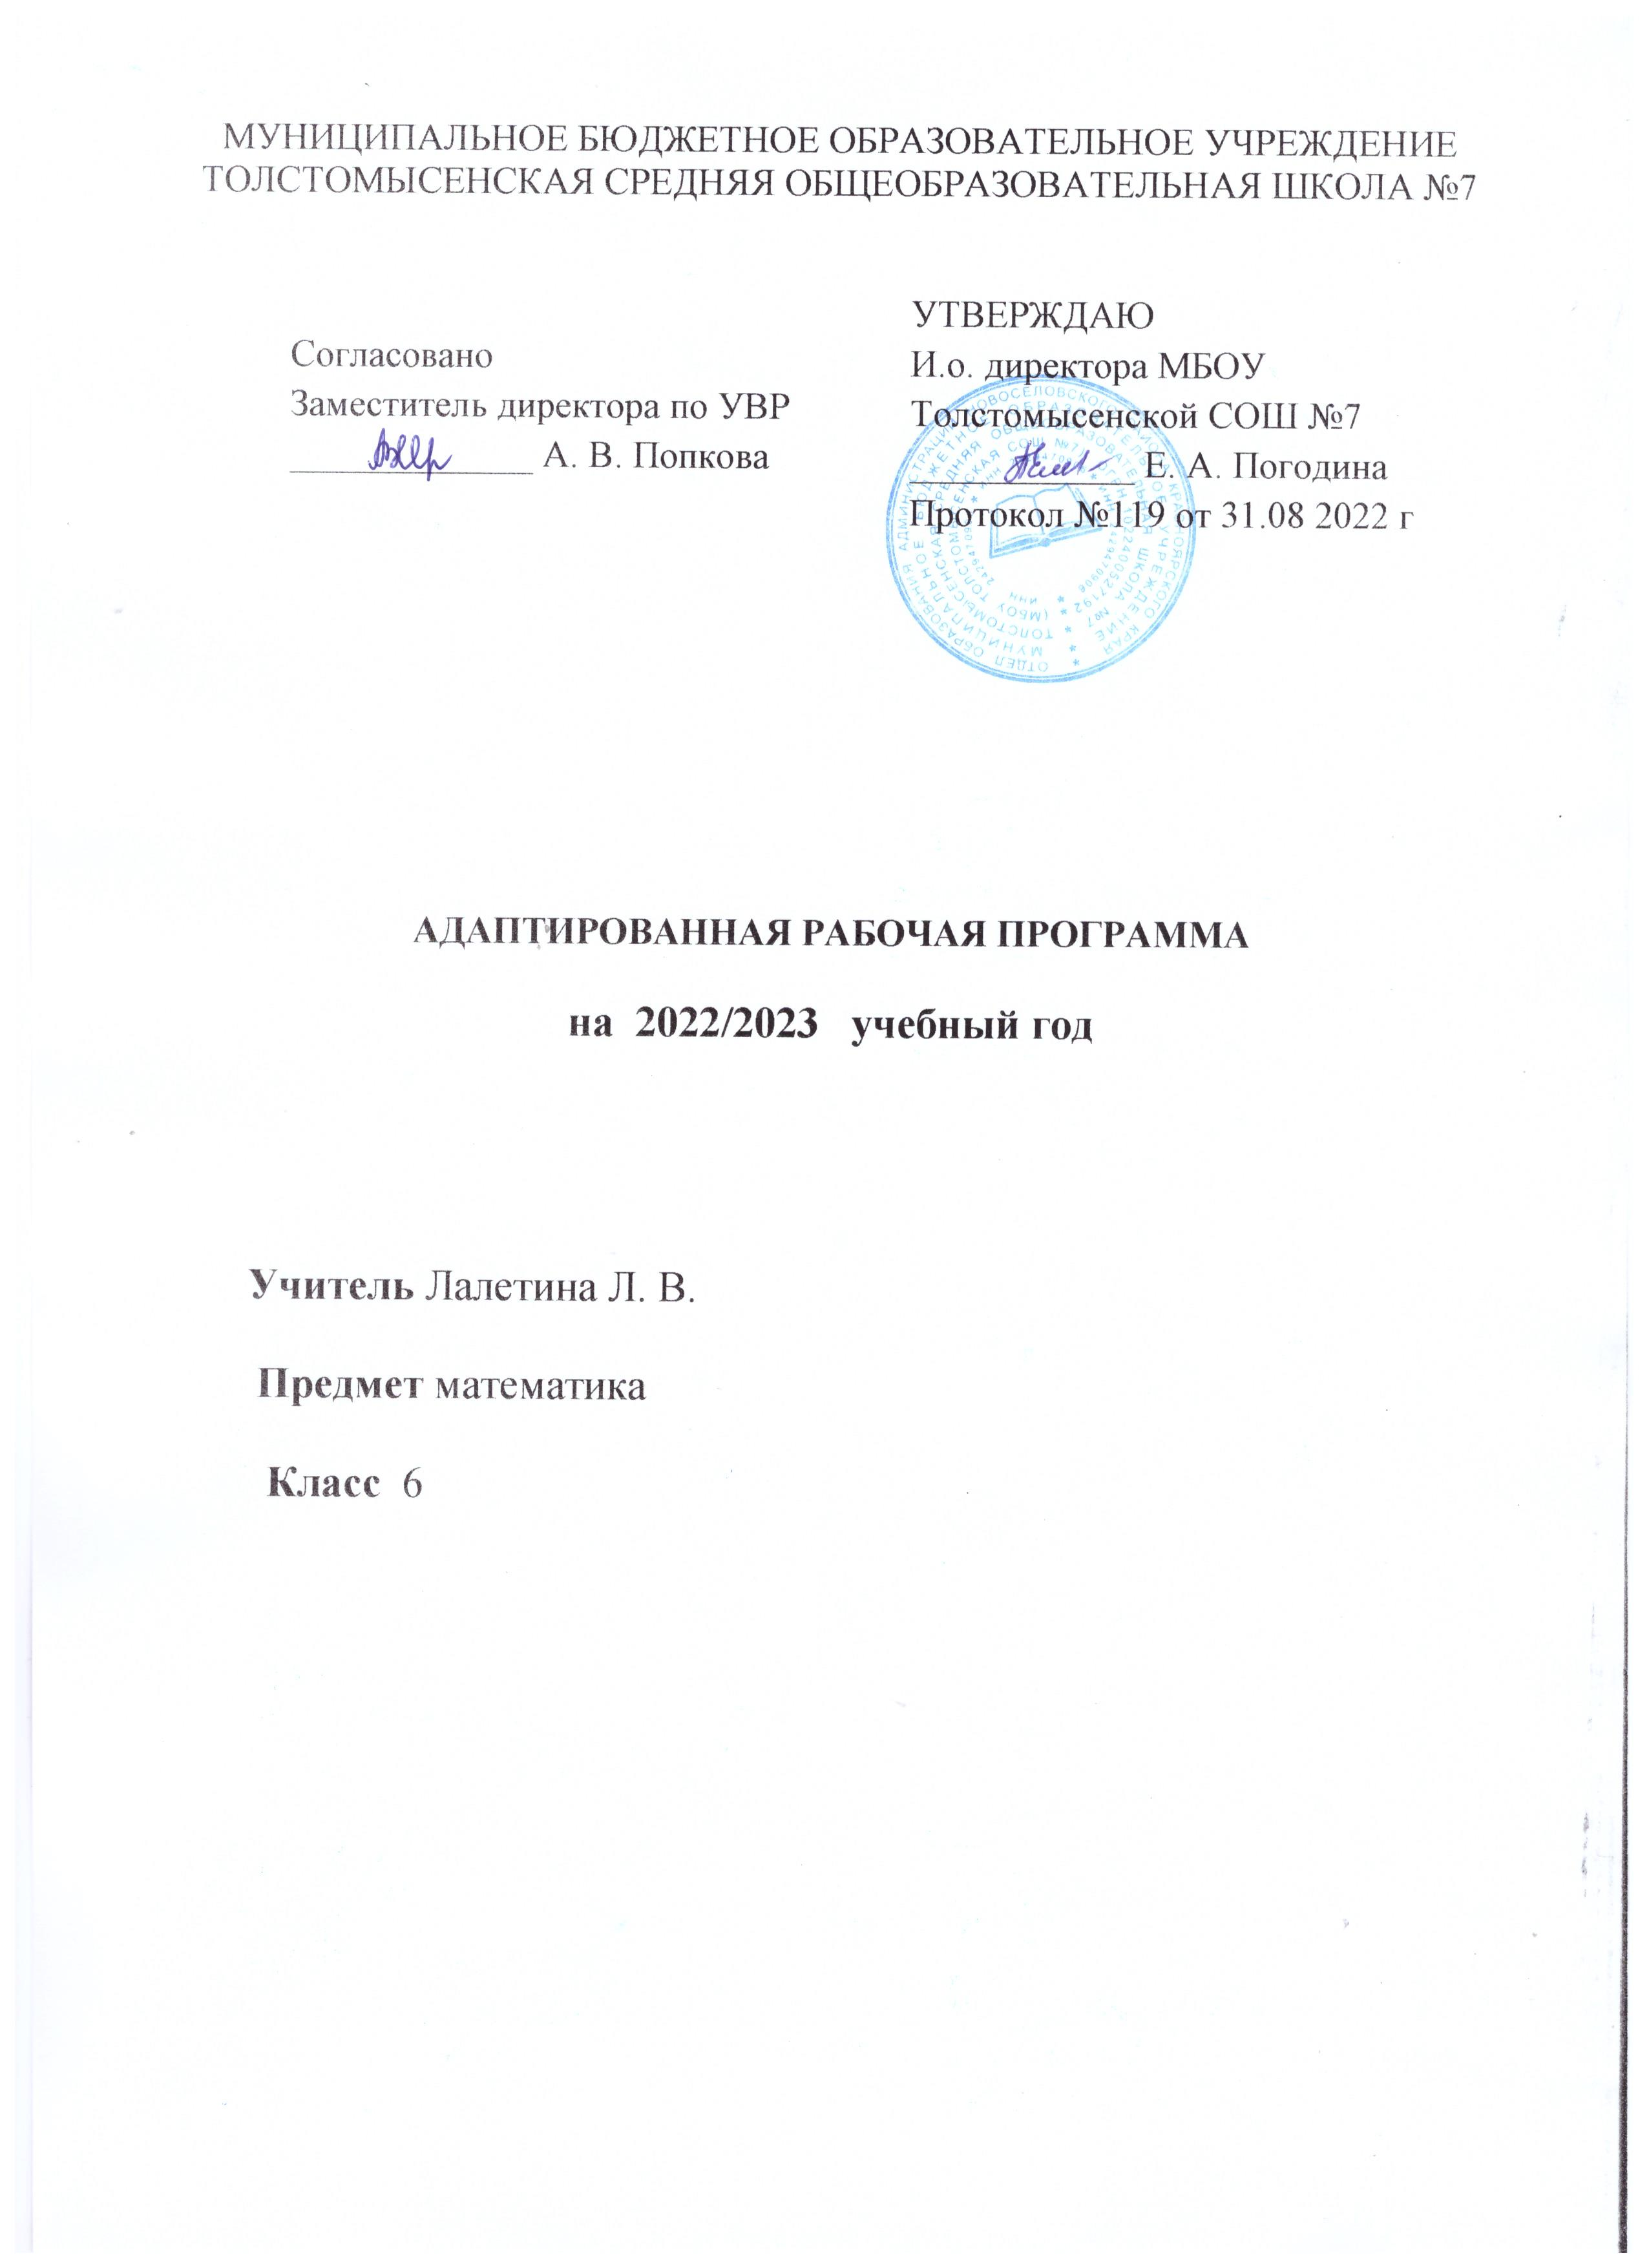 МУНИЦИПАЛЬНОЕ БЮДЖЕТНОЕ ОБРАЗОВАТЕЛЬНОЕ УЧРЕЖДЕНИЕ
ТОЛСТОМЫСЕНСКАЯ СРЕДНЯЯ ОБЩЕОБРАЗОВАТЕЛЬНАЯ ШКОЛА №7
Согласовано
Заместитель директора по УВР
А. В. Попкова
УТВЕРЖДАЮ
И.о. директора МБОУ
Толстомысенской СОШ №7
Е. А. Погодина
Протокол №119 от 31.08 2022 г
АДАПТИРОВАННАЯ РАБОЧАЯ ПРОГРАММА
на 2022/2023 учебный год
Учитель Лалетина Л. В.
Предмет математика
Класс 6